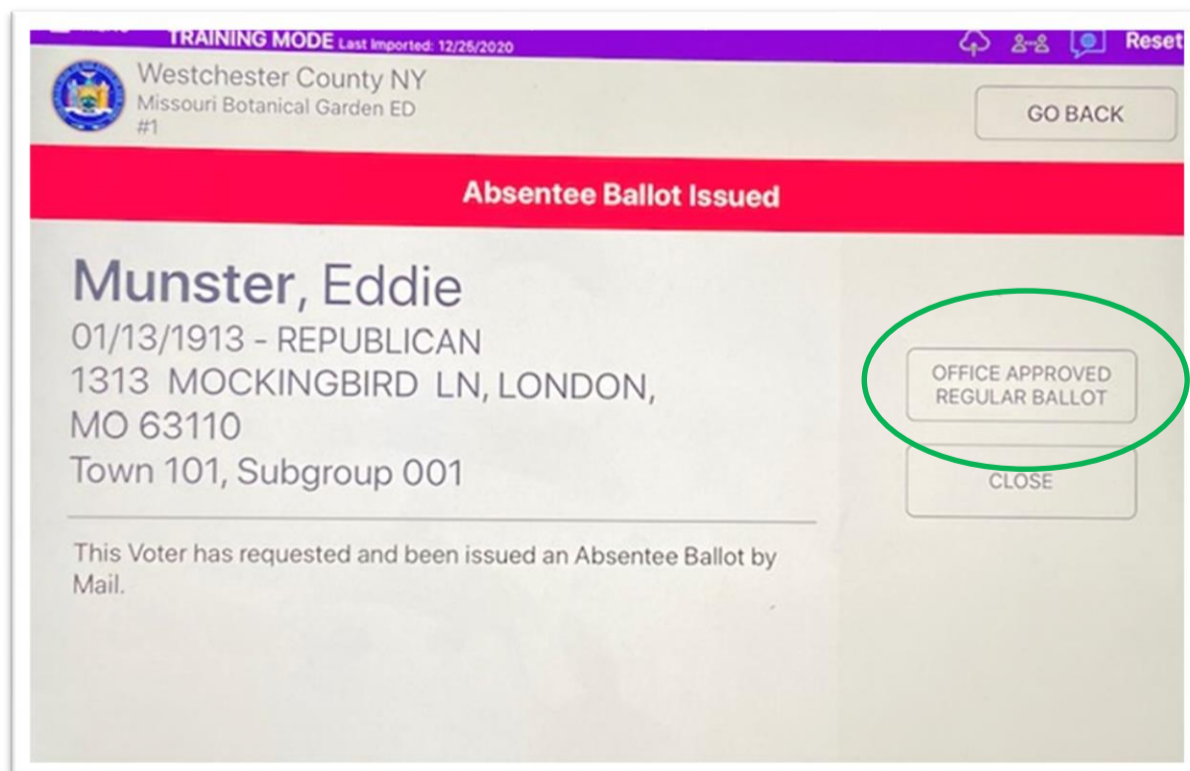 TRAINING MODE Last Imported: 12/26/2020 Reset
Westchester County NY
Missouri Botanical Garden ED
#1
GO BACK
Absentee Ballot Issued
Munster, Eddie
01/13/1913 - REPUBLICAN
1313 MOCKINGBIRD LN, LONDON,
MO 63110
Town 101, Subgroup 001
OFFICE APPROVED
REGULAR BALLOT
CLOSE
This Voter has requested and been issued an Absentee Ballot by
Mail.